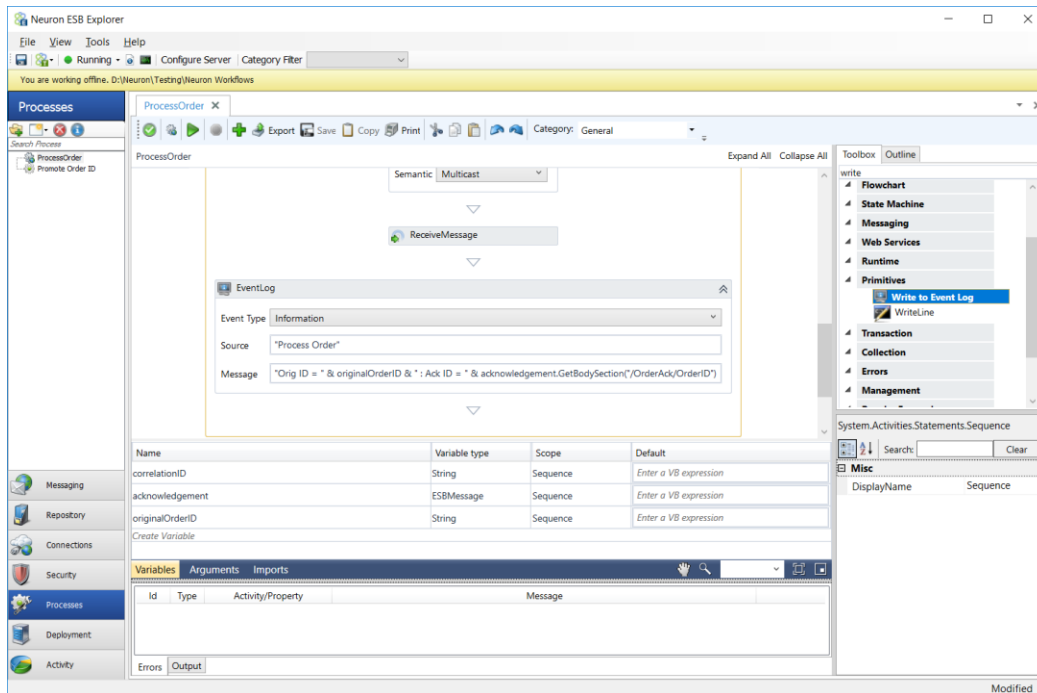 Neuron ESB Explorer
File View Tools Help
Running Configure Server Category Filter
You are working offline. D:\Neuron\Testing\Neuron Workflows
Processes
Search Process
ProcessOrder
Promote Order ID
Messaging
Repository
Connections
Security
Processes
Deployment
Activity
ProcessOrder
Export Save Copy Print Category: General
ProcessOrder Expand All Collapse All
Semantic Multicast
ReceiveMessage
EventLog
Event Type Information
Source "Process Order"
Message "Orig ID = " & originalOrderID & " : Ack ID = " & acknowledgement.GetBodySection("/OrderAck/OrderID")
Name Variable type Scope Default
correlationID String Sequence Enter a VB expression
acknowledgement ESBMessage Sequence Enter a VB expression
originalOrderID String Sequence Enter a VB expression
Create Variable
Variables Arguments Imports
Id Type Activity/Property Message
Errors Output
Toolbox Outline
write
Flowchart
State Machine
Messaging
Web Services
Runtime
Primitives
Write to Event Log
WriteLine
Transaction
Collection
Errors
Management
System.Activities.Statements.Sequence
Search: Clear
Misc
DisplayName Sequence
Modified